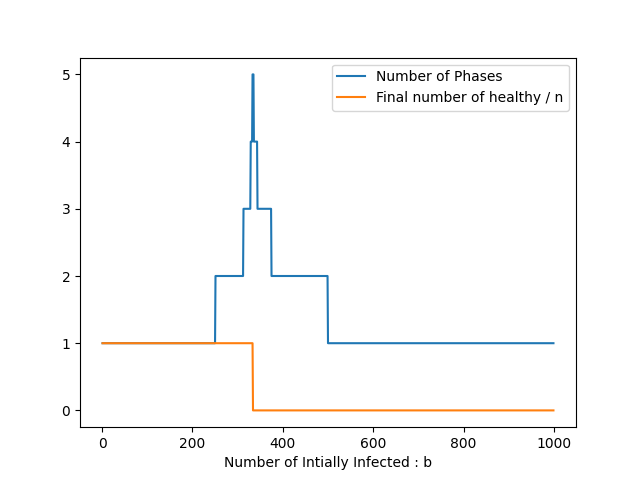 Number of Phases
Final number of healthy / n
5
4
3
2
1
0
0 200 400 600 800 1000
Number of Intially Infected : b